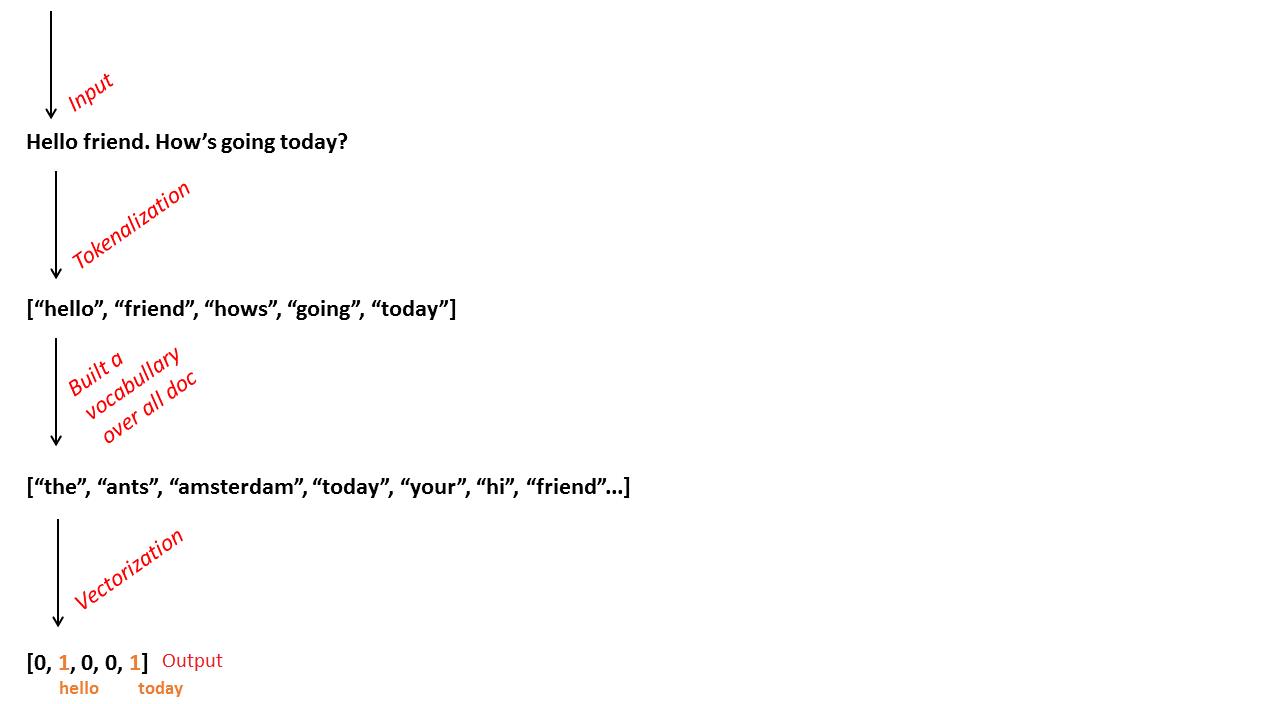 Input
Hello friend. How’s going today?
Tokenalization
[“hello”, “friend”, “hows”, “going”, “today”]
Built a
vocabullary
over all doc
[“the”, “ants”, “amsterdam”, “today”, “your”, “hi”, “friend”...]
Vectorization
[0, 1, 0, 0, 1] Output
hello today